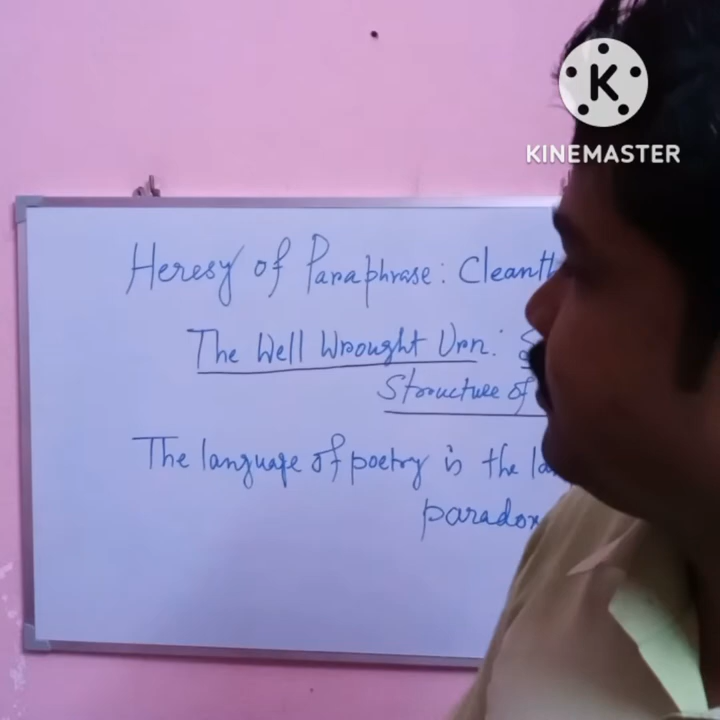 K
KINEMASTER
Heresy of Paraphrase: Cleanth
The Well Wrought Urn:
Structure of
The language of poetry is the
paradox